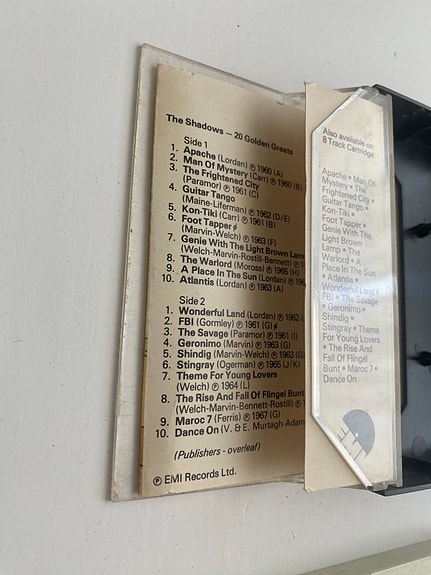 The Shadows — 20 Golden Greats
Side 1
1. Apache (Lordan) ℗ 1960 (A)
2. Man Of Mystery (Carr) ℗ 1960 (B)
3. The Frightened City
(Paramor) ℗ 1961 (C)
4. Guitar Tango
(Maine-Liferman) ℗ 1962 (D/E)
5. Kon-Tiki (Carr) ℗ 1961 (B)
6. Foot Tapper
(Marvin-Welch) ℗ 1963 (F)
7. Genie With The Light Brown Lamp
(Welch-Marvin-Rostill-Bennett) ℗
8. The Warlord (Moross) ℗ 1965 (H)
9. A Place In The Sun (Lordan) ℗
10. Atlantis (Lordan) ℗ 1963 (A)
Side 2
1. Wonderful Land (Lordan) ℗ 1962
2. FBI (Gormley) ℗ 1961 (G)
3. The Savage (Paramor) ℗ 1961 (I)
4. Geronimo (Marvin) ℗ 1963 (G)
5. Shindig (Marvin-Welch) ℗ 1963 (G)
6. Stingray (Ogerman) ℗ 1965 (J/K)
7. Theme For Young Lovers
(Welch) ℗ 1964 (L)
8. The Rise And Fall Of Flingel Bunt
(Welch-Marvin-Bennett-Rostill) ℗
9. Maroc 7 (Ferris) ℗ 1967 (G)
10. Dance On (V. & E. Murtagh-Adam
(Publishers - overleaf)
℗ EMI Records Ltd.
Also available on
8 Track Cartridge
Apache • Man Of
Mystery • The
Frightened City •
Guitar Tango •
Kon-Tiki •
Foot Tapper •
Genie With The
Light Brown
Lamp • The
Warlord • A
Place In The Sun
• Atlantis •
Wonderful Land •
FBI • The Savage
• Geronimo •
Shindig •
Stingray • Theme
For Young Lovers
• The Rise And
Fall Of Flingel
Bunt • Maroc 7 •
Dance On